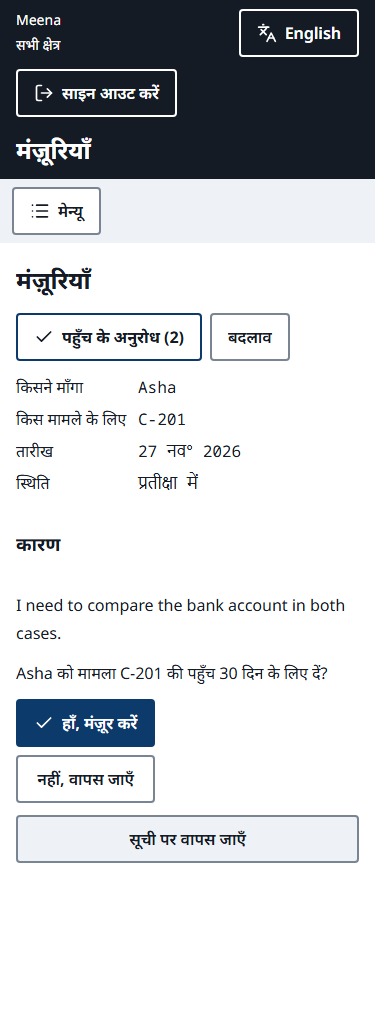 Meena
सभी क्षेत्र
English
साइन आउट करें
मंज़ूरियाँ
मेन्यू
मंज़ूरियाँ
पहुँच के अनुरोध (2)
बदलाव
किसने माँगा Asha
किस मामले के लिए C-201
तारीख 27 नव॰ 2026
स्थिति प्रतीक्षा में
कारण
I need to compare the bank account in both
cases.
Asha को मामला C-201 की पहुँच 30 दिन के लिए दें?
हाँ, मंज़ूर करें
नहीं, वापस जाएँ
सूची पर वापस जाएँ